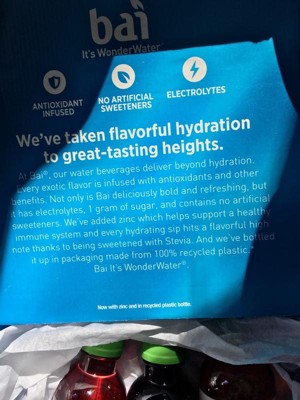 bai
It's WonderWater™
ANTIOXIDANT
INFUSED
NO ARTIFICIAL
SWEETENERS
ELECTROLYTES
We've taken flavorful hydration
to great-tasting heights.
At Bai®, our water beverages deliver beyond hydration.
Every exotic flavor is infused with antioxidants and other
benefits. Not only is Bai deliciously bold and refreshing, but
it has electrolytes, 1 gram of sugar, and contains no artificial
sweeteners. We've added zinc which helps support a healthy
immune system and every hydrating sip hits a flavorful high
note thanks to being sweetened with Stevia. And we've bottled
it up in packaging made from 100% recycled plastic.*
Bai It's WonderWater®.
Now with zinc and in recycled plastic bottle.